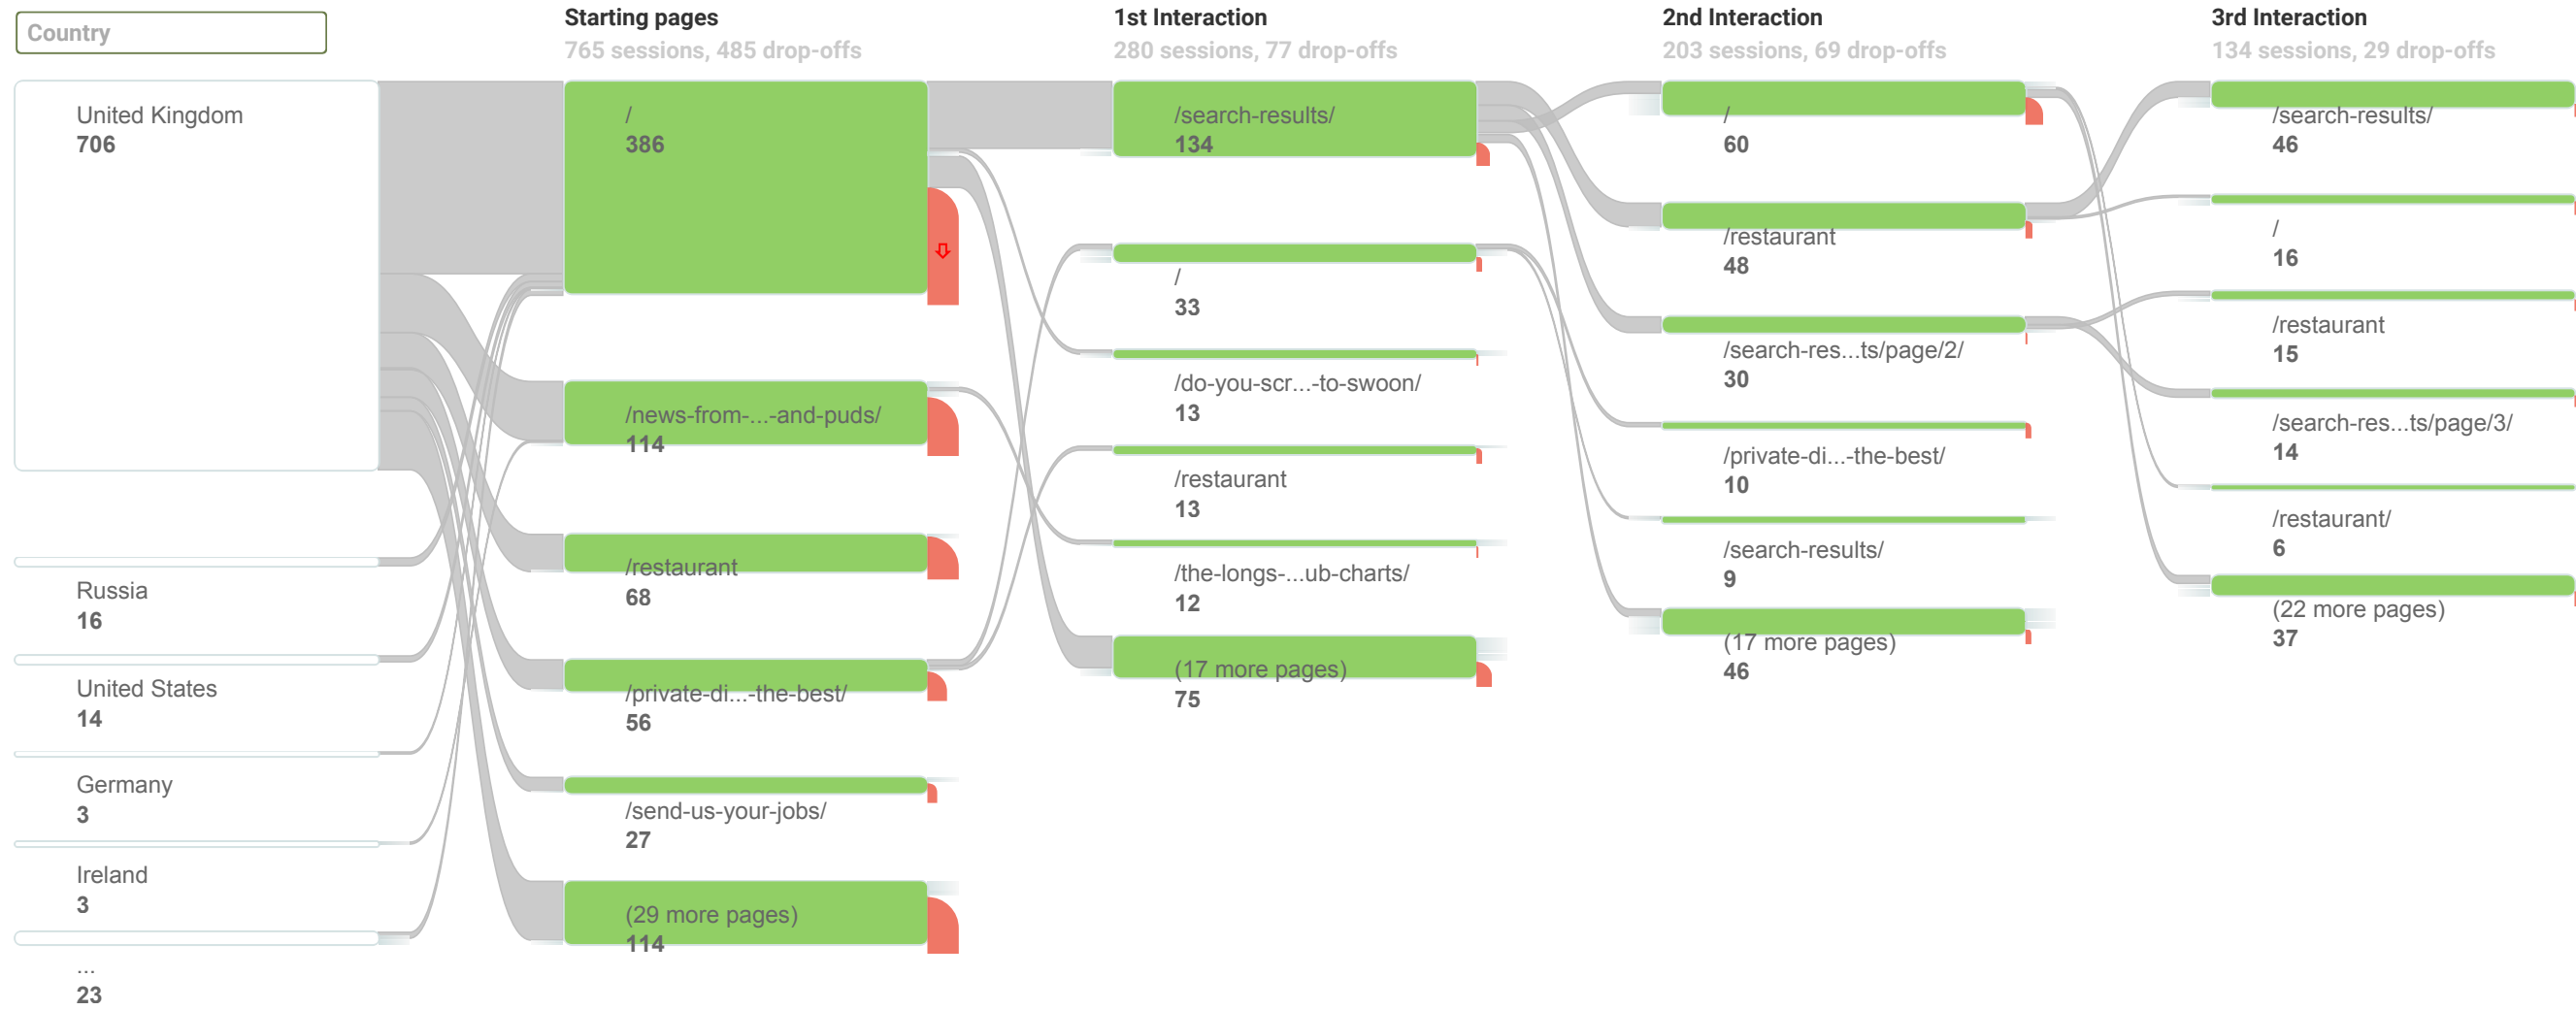 Country
United Kingdom
706
Russia
16
United States
14
Germany
3
Ireland
3
...
23
Starting pages
765 sessions, 485 drop-offs
/
386
/news-from-...-and-puds/
114
/restaurant
68
/private-di...-the-best/
56
/send-us-your-jobs/
27
(29 more pages)
114
1st Interaction
280 sessions, 77 drop-offs
/search-results/
134
/
33
/do-you-scr...-to-swoon/
13
/restaurant
13
/the-longs-...ub-charts/
12
(17 more pages)
75
2nd Interaction
203 sessions, 69 drop-offs
/
60
/restaurant
48
/search-res...ts/page/2/
30
/private-di...-the-best/
10
/search-results/
9
(17 more pages)
46
3rd Interaction
134 sessions, 29 drop-offs
/search-results/
46
/
16
/restaurant
15
/search-res...ts/page/3/
14
/restaurant/
6
(22 more pages)
37